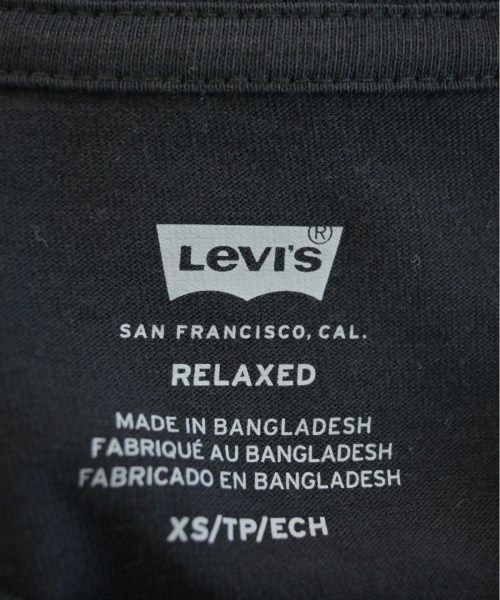 Levi's®
SAN FRANCISCO, CAL.
RELAXED
MADE IN BANGLADESH
FABRIQUÉ AU BANGLADESH
FABRICADO EN BANGLADESH
XS/TP/ECH